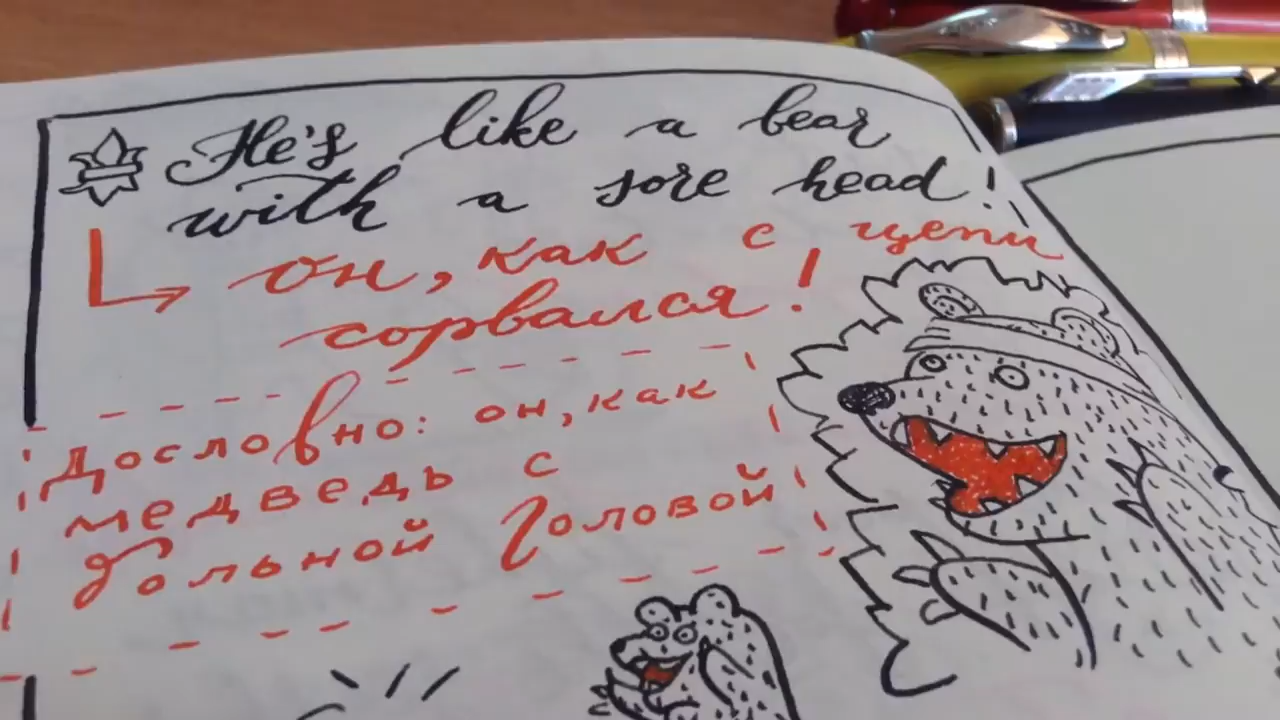 He's like a bear
with a sore head!
он, как с цепи
сорвался!
Дословно: он, как
медведь с
больной головой